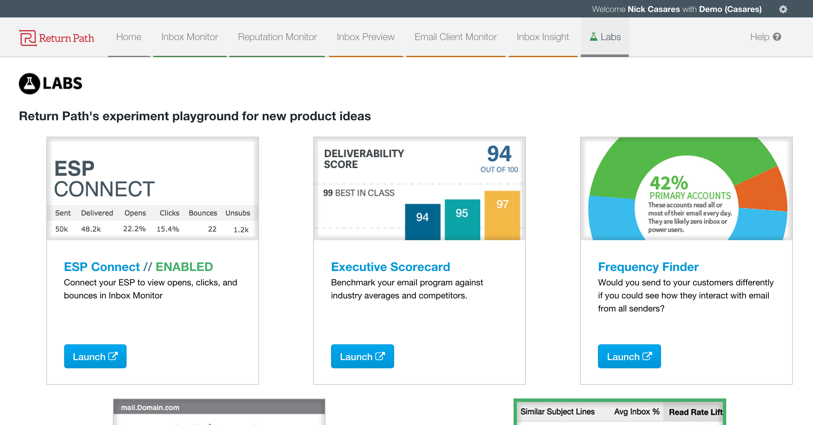 Welcome Nick Casares with Demo (Casares)
Return Path Home Inbox Monitor Reputation Monitor Inbox Preview Email Client Monitor Inbox Insight Labs Help ?
LABS
Return Path's experiment playground for new product ideas
ESP
CONNECT
Sent Delivered Opens Clicks Bounces Unsubs
50k 48.2k 22.2% 15.4% 22 1.2k
ESP Connect // ENABLED
Connect your ESP to view opens, clicks, and
bounces in Inbox Monitor
Launch
DELIVERABILITY
SCORE
94
OUT OF 100
99 BEST IN CLASS
94 95 97
Executive Scorecard
Benchmark your email program against
industry averages and competitors.
Launch
42%
PRIMARY ACCOUNTS
These accounts read all or
most of their email every day.
They are likely zero inbox or
power users.
Frequency Finder
Would you send to your customers differently
if you could see how they interact with email
from all senders?
Launch
mail.Domain.com
Similar Subject Lines Avg Inbox % Read Rate Lift